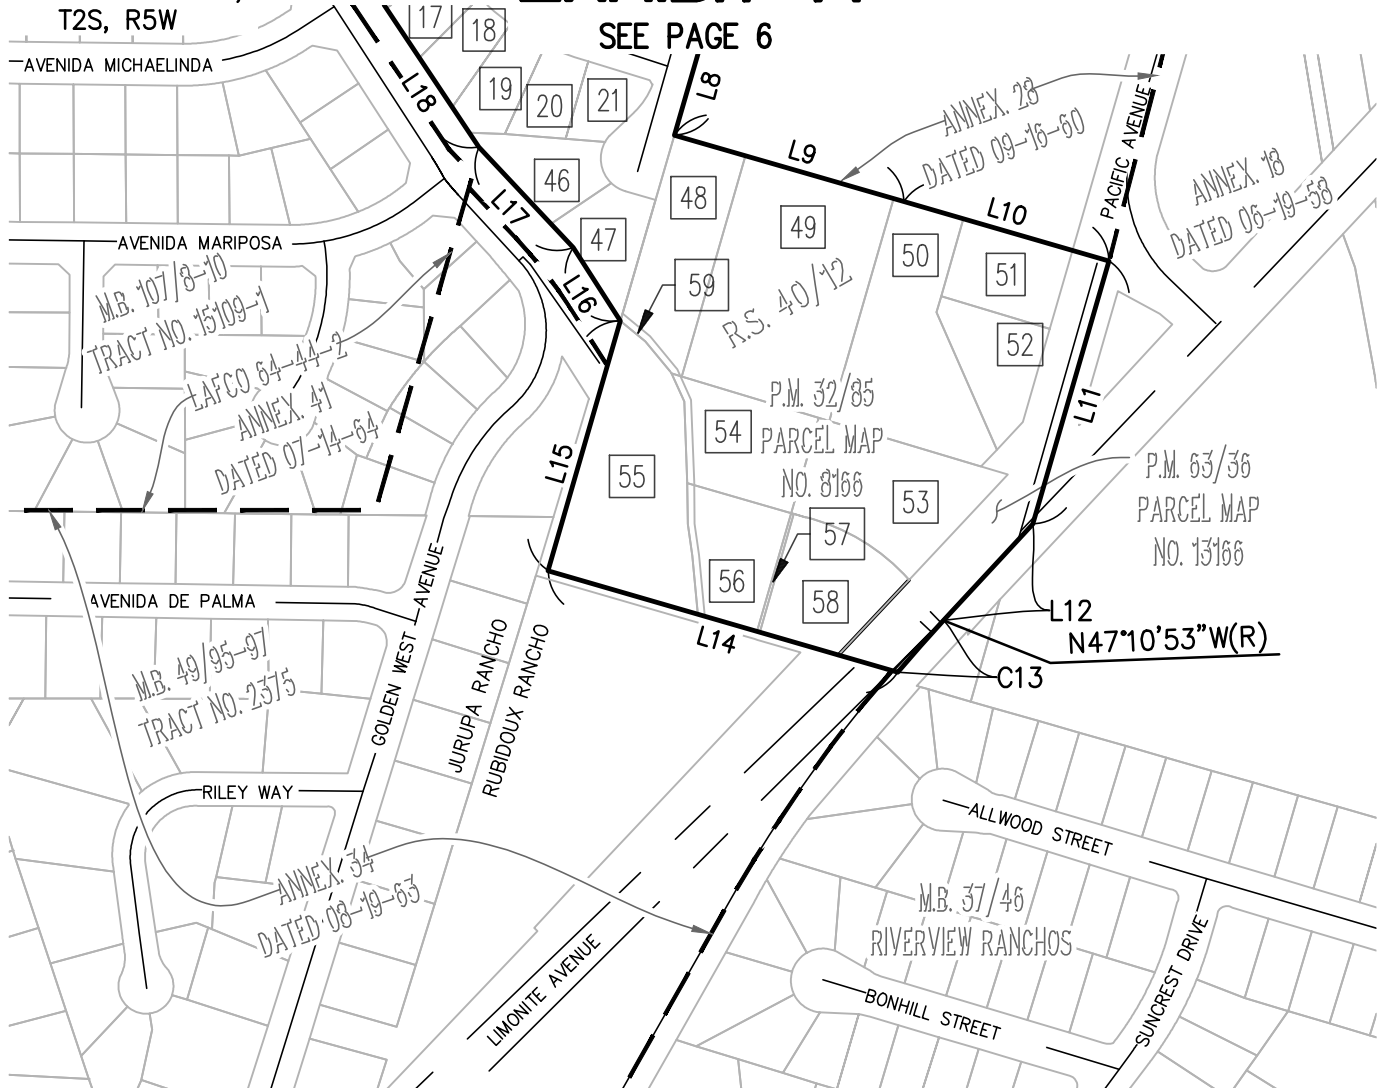 T2S, R5W
SEE PAGE 6
17
18
19
20
21
AVENIDA MICHAELINDA
L18
L8
L9
ANNEX. 28
DATED 09-16-60
PACIFIC AVENUE
ANNEX. 18
DATED 06-19-58
46
47
L17
L16
48
49
L10
50
51
52
59
R.S. 40/12
AVENIDA MARIPOSA
M.B. 107/8-10
TRACT NO. 15109-1
LAFCO 64-44-2
ANNEX. 41
DATED 07-14-64
P.M. 32/85
PARCEL MAP
NO. 8166
54
55
L15
L11
53
P.M. 63/36
PARCEL MAP
NO. 13166
57
56
58
L14
L12
N47°10'53"W(R)
C13
AVENIDA DE PALMA
M.B. 49/95-97
TRACT NO. 2375
GOLDEN WEST AVENUE
JURUPA RANCHO
RUBIDOUX RANCHO
RILEY WAY
ANNEX. 34
DATED 08-19-63
ALLWOOD STREET
M.B. 37/46
RIVERVIEW RANCHOS
LIMONITE AVENUE
BONHILL STREET
SUNCREST DRIVE